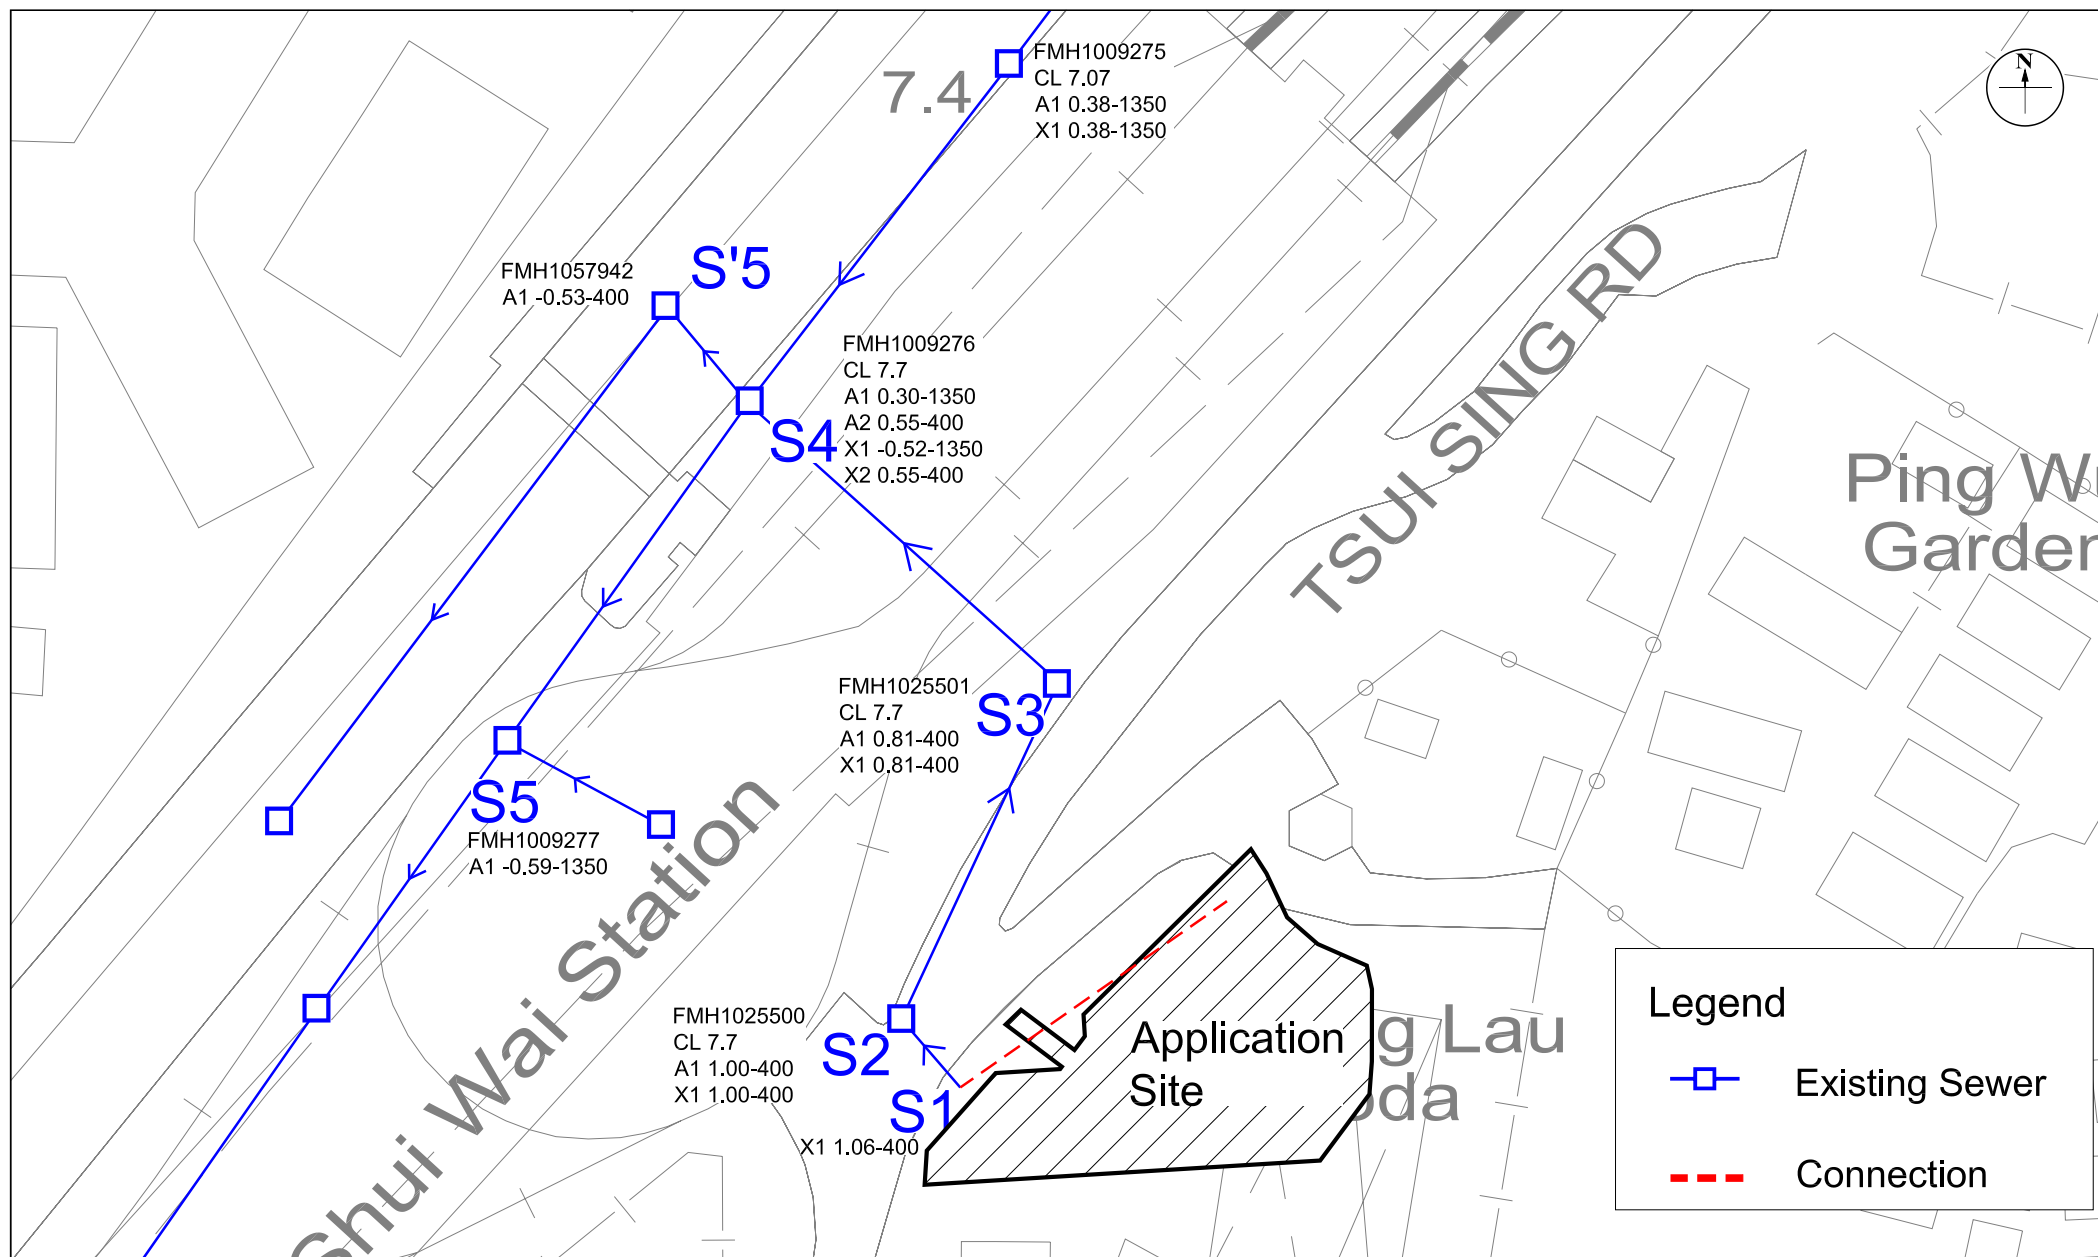 FMH1009275
CL 7.07
A1 0.38-1350
X1 0.38-1350
7.4
N
S'5
FMH1057942
A1 -0.53-400
FMH1009276
CL 7.7
A1 0.30-1350
A2 0.55-400
X1 -0.52-1350
X2 0.55-400
S4
TSUI SING RD
Ping W
Garden
FMH1025501
CL 7.7
A1 0.81-400
X1 0.81-400
S3
S5
FMH1009277
A1 -0.59-1350
Shui Wai Station
FMH1025500
CL 7.7
A1 1.00-400
X1 1.00-400
S2
S1
X1 1.06-400
Application
Site
g Lau
oda
Legend
Existing Sewer
Connection